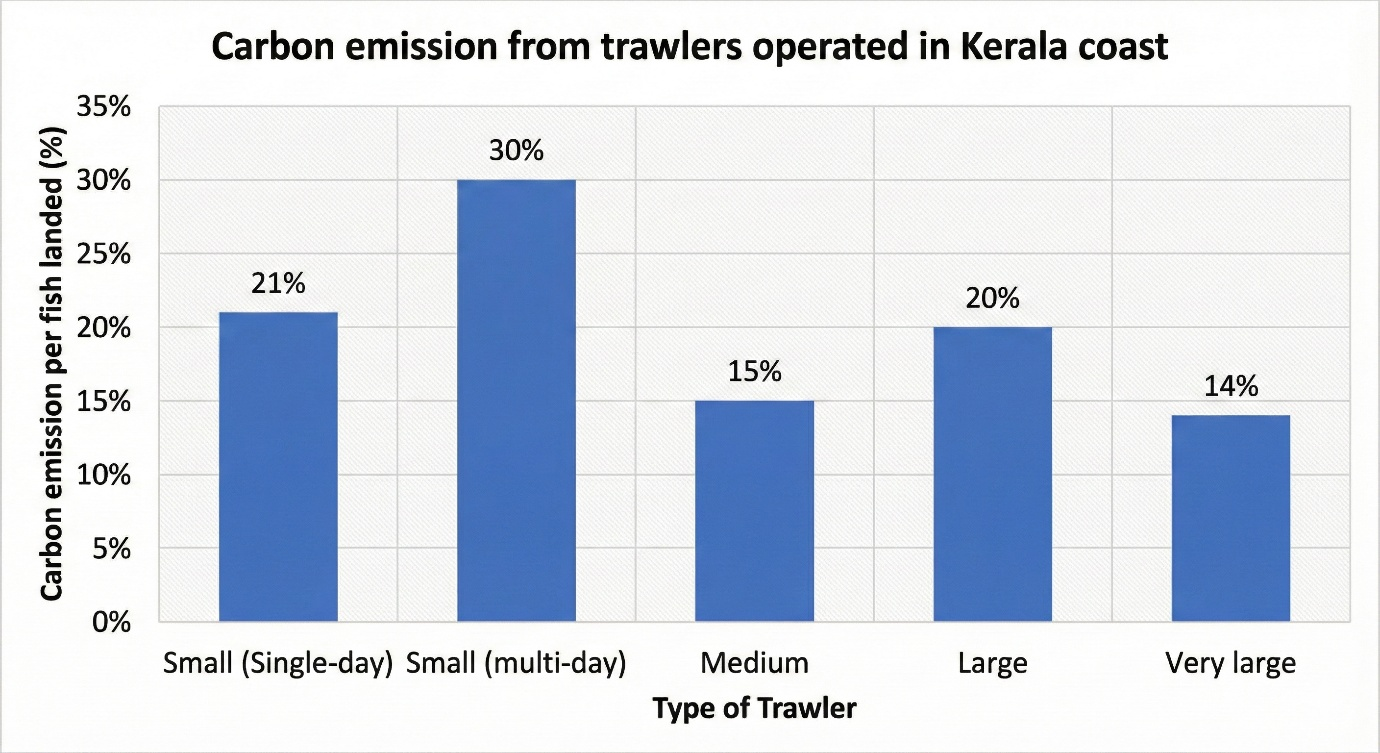 Carbon emission from trawlers operated in Kerala coast
Carbon emission per fish landed (%)
35%
30%
25%
20%
15%
10%
5%
0%
21%
30%
15%
20%
14%
Small (Single-day)
Small (multi-day)
Medium
Large
Very large
Type of Trawler